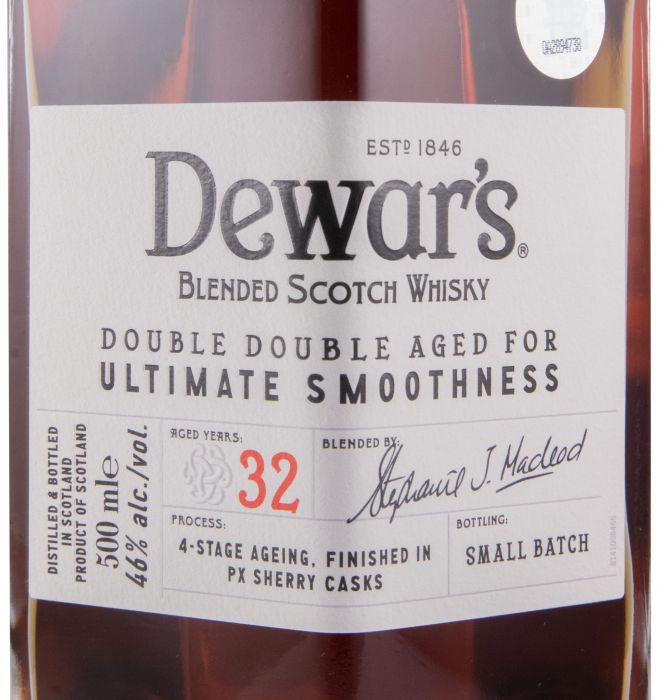 0A2894738
ESTD 1846
Dewar's®
BLENDED SCOTCH WHISKY
DOUBLE DOUBLE AGED FOR
ULTIMATE SMOOTHNESS
DISTILLED & BOTTLED
IN SCOTLAND
PRODUCT OF SCOTLAND
500 ml e
46% alc./vol.
AGED YEARS:
32
BLENDED BY:
Stephanie J. Macleod
PROCESS:
4-STAGE AGEING, FINISHED IN
PX SHERRY CASKS
BOTTLING:
SMALL BATCH